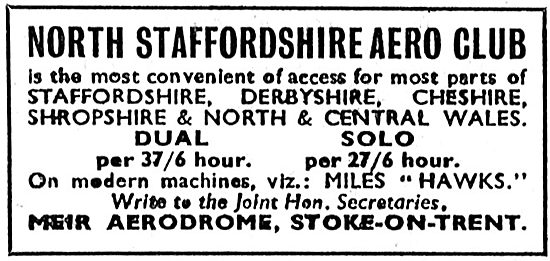 NORTH STAFFORDSHIRE AERO CLUB
is the most convenient of access for most parts of
STAFFORDSHIRE, DERBYSHIRE, CHESHIRE,
SHROPSHIRE & NORTH & CENTRAL WALES.
DUAL SOLO
per 37/6 hour. per 27/6 hour.
On modern machines, viz.: MILES "HAWKS."
Write to the Joint Hon. Secretaries,
MEIR AERODROME, STOKE-ON-TRENT.